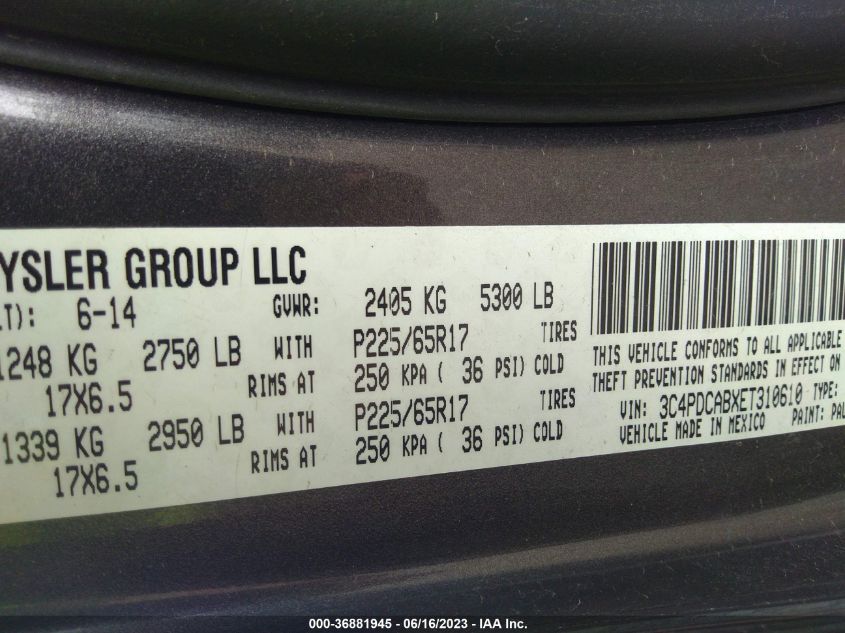 YSLER GROUP LLC
LT): 6-14 GVWR: 2405 KG 5300 LB
1248 KG 2750 LB WITH P225/65R17 TIRES
17X6.5 RIMS AT 250 KPA ( 36 PSI) COLD
1339 KG 2950 LB WITH P225/65R17 TIRES
17X6.5 RIMS AT 250 KPA ( 36 PSI) COLD
THIS VEHICLE CONFORMS TO ALL APPLICABLE
THEFT PREVENTION STANDARDS IN EFFECT ON
VIN: 3C4PDCABXET310610 TYPE:
VEHICLE MADE IN MEXICO PAINT: PAU
000-36881945 - 06/16/2023 - IAA Inc.